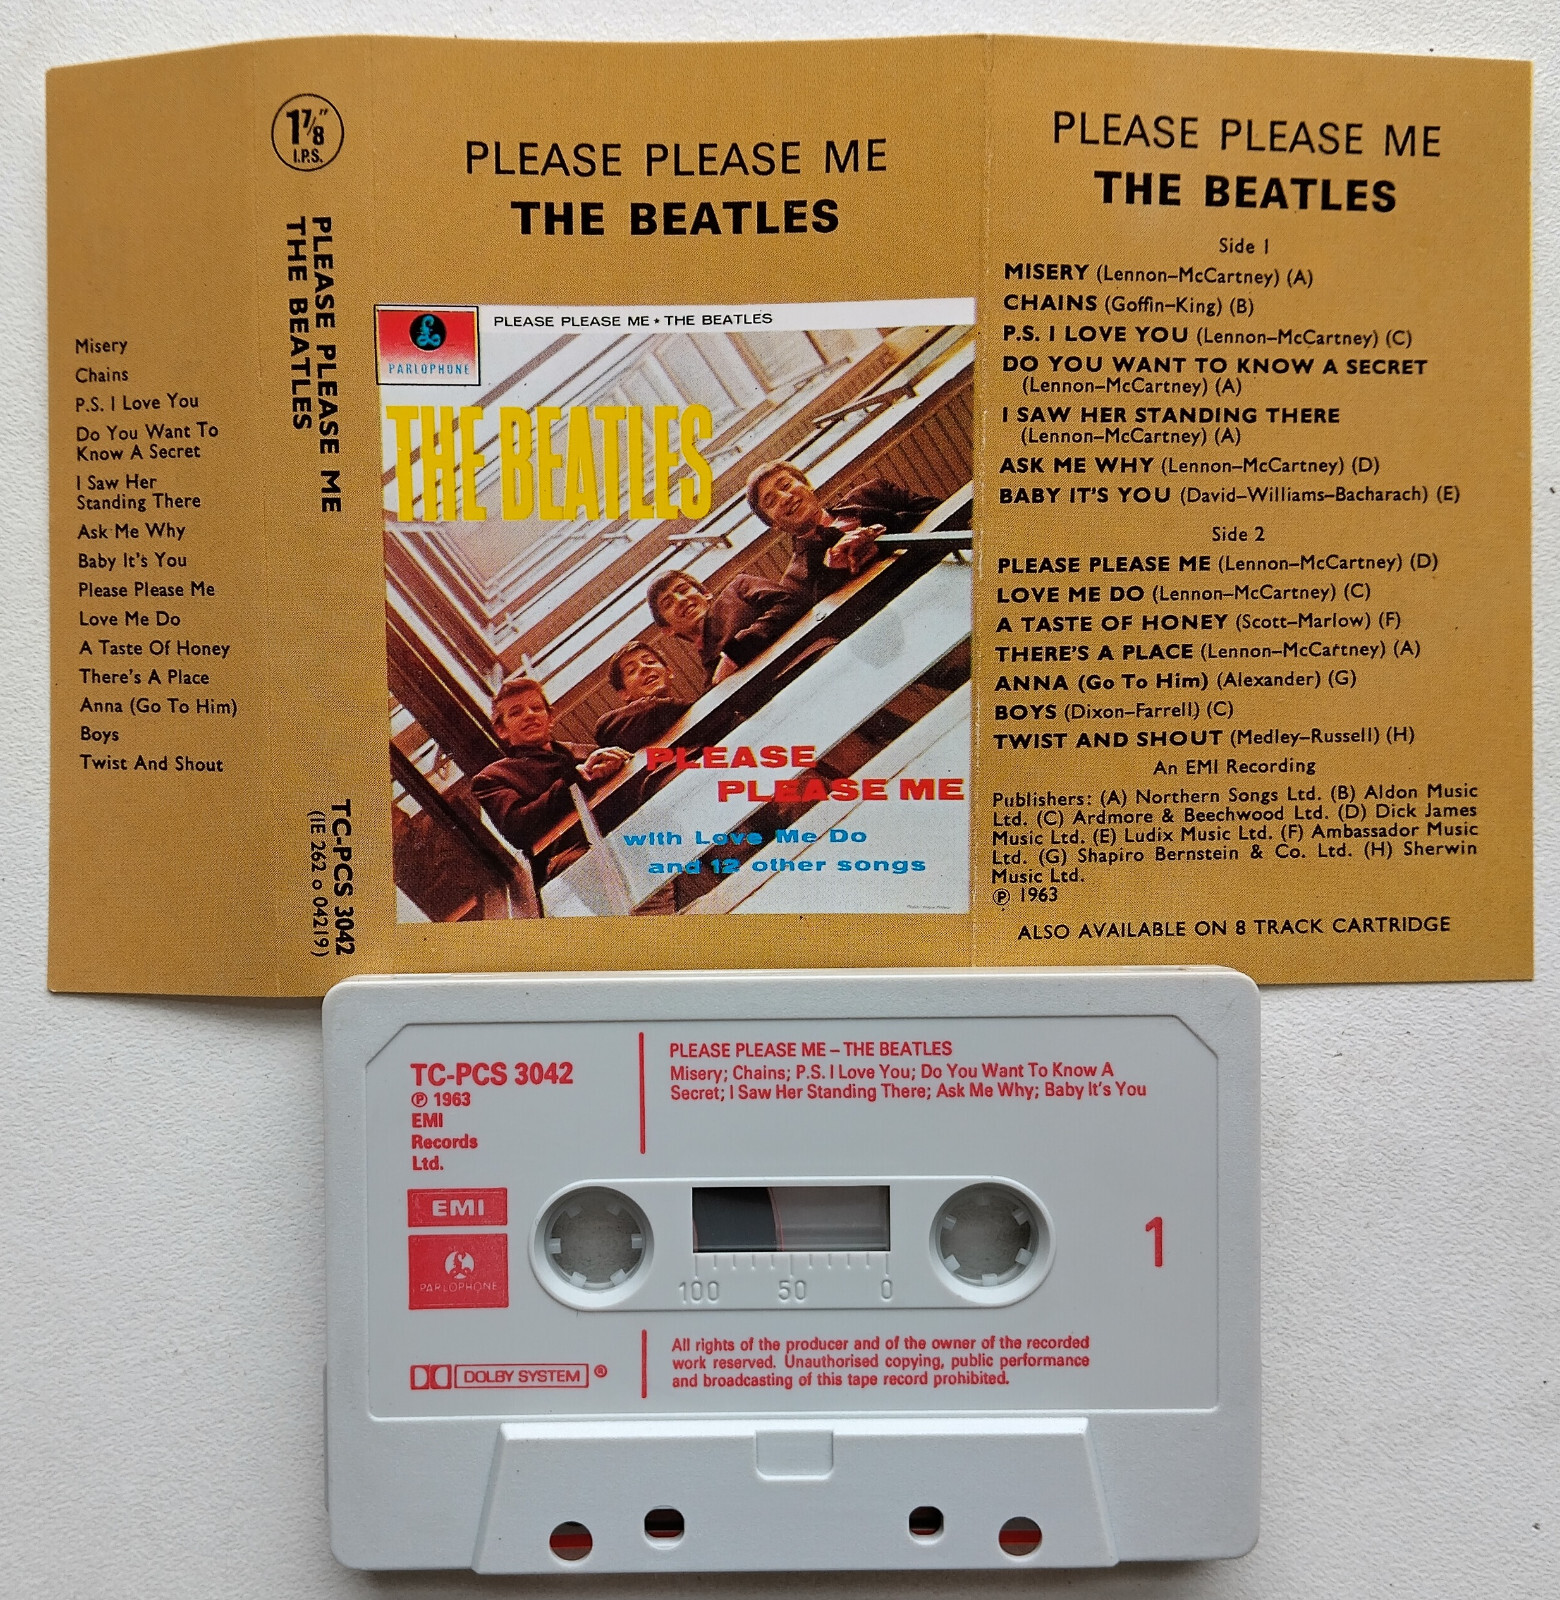 Misery
Chains
P.S. I Love You
Do You Want To
Know A Secret
I Saw Her
Standing There
Ask Me Why
Baby It's You
Please Please Me
Love Me Do
A Taste Of Honey
There's A Place
Anna (Go To Him)
Boys
Twist And Shout
1⅞"
I.P.S.
PLEASE PLEASE ME
THE BEATLES
TC-PCS 3042
(IE 262 o 04219)
PLEASE PLEASE ME
THE BEATLES
PARLOPHONE
PLEASE PLEASE ME ★ THE BEATLES
THE BEATLES
PLEASE
PLEASE ME
with Love Me Do
and 12 other songs
PLEASE PLEASE ME
THE BEATLES
Side 1
MISERY (Lennon–McCartney) (A)
CHAINS (Goffin–King) (B)
P.S. I LOVE YOU (Lennon–McCartney) (C)
DO YOU WANT TO KNOW A SECRET
(Lennon–McCartney) (A)
I SAW HER STANDING THERE
(Lennon–McCartney) (A)
ASK ME WHY (Lennon–McCartney) (D)
BABY IT'S YOU (David–Williams–Bacharach) (E)
Side 2
PLEASE PLEASE ME (Lennon–McCartney) (D)
LOVE ME DO (Lennon–McCartney) (C)
A TASTE OF HONEY (Scott–Marlow) (F)
THERE'S A PLACE (Lennon–McCartney) (A)
ANNA (Go To Him) (Alexander) (G)
BOYS (Dixon–Farrell) (C)
TWIST AND SHOUT (Medley–Russell) (H)
An EMI Recording
Publishers: (A) Northern Songs Ltd. (B) Aldon Music
Ltd. (C) Ardmore & Beechwood Ltd. (D) Dick James
Music Ltd. (E) Ludix Music Ltd. (F) Ambassador Music
Ltd. (G) Shapiro Bernstein & Co. Ltd. (H) Sherwin
Music Ltd.
℗ 1963
ALSO AVAILABLE ON 8 TRACK CARTRIDGE
TC-PCS 3042
℗ 1963
EMI
Records
Ltd.
EMI
PARLOPHONE
PLEASE PLEASE ME – THE BEATLES
Misery; Chains; P.S. I Love You; Do You Want To Know A
Secret; I Saw Her Standing There; Ask Me Why; Baby It's You
100 50 0
1
DOLBY SYSTEM ®
All rights of the producer and of the owner of the recorded
work reserved. Unauthorised copying, public performance
and broadcasting of this tape record prohibited.